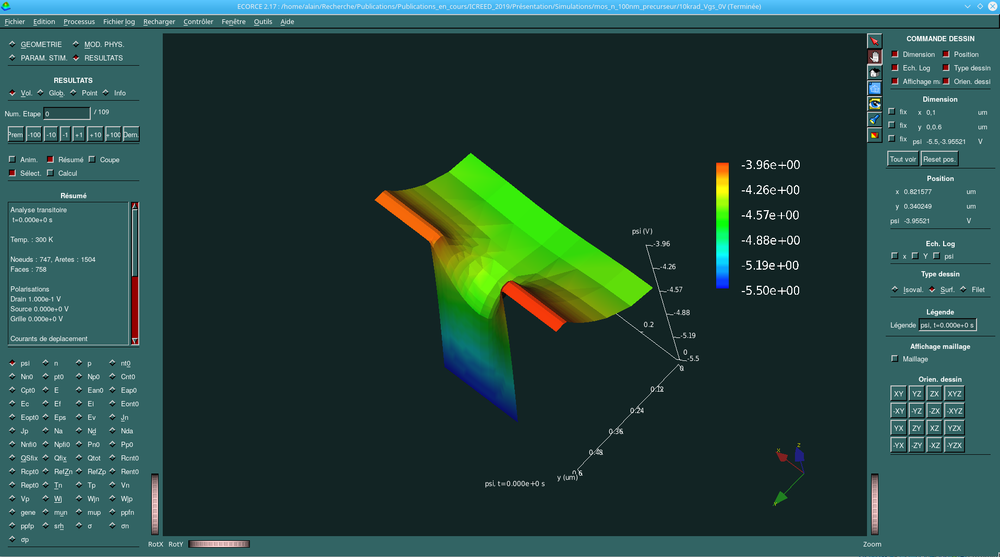 ECORCE 2.17 : /home/alain/Recherche/Publications/Publications_en_cours/ICREED_2019/Présentation/Simulations/mos_n_100nm_precurseur/10krad_Vgs_0V (Terminée)
Fichier Edition Processus Fichier log Recharger Contrôler Fenêtre Outils Aide
GEOMETRIE MOD. PHYS.
PARAM. STIM. RESULTATS
RESULTATS
Vol. Glob. Point Info
Num. Etape 0 / 109
Prem -100 -10 -1 +1 +10 +100 Dern.
Anim. Résumé Coupe
Sélect. Calcul
Résumé
Analyse transitoire
t=0.000e+0 s
Temp. : 300 K
Noeuds : 747, Aretes : 1504
Faces : 758
Polarisations
Drain 1.000e-1 V
Source 0.000e+0 V
Grille 0.000e+0 V
Courants de deplacement
psi n p nt0
Nn0 pt0 Np0 Cnt0
Cpt0 E Ean0 Eap0
Ec Ef Ei Eont0
Eopt0 Eps Ev Jn
Jp Na Nd Nda
Nnfi0 Npfi0 Pn0 Pp0
QSfix Qfix Qtot Rcnt0
Rcpt0 RefZn RefZp Rent0
Rept0 Tn Tp Vn
Vp Wj Wjn Wjp
gene mun mup ppfn
ppfp srh σ σn
σp
RotX RotY
-3.96e+00
-4.26e+00
-4.57e+00
-4.88e+00
-5.19e+00
-5.50e+00
psi (V)
-3.96
-4.26
-4.57
-4.88
-5.19
-5.5
0.2
0
0
0.12
0.24
0.36
0.48
0.6
y (um)
psi, t=0.000e+0 s
X Z
Y
Zoom
COMMANDE DESSIN
Dimension Position
Ech. Log Type dessin
Affichage ma Orien. dessi
Dimension
fix x 0,1 um
fix y 0,0.6 um
fix psi -5.5,-3.95521 V
Tout voir Reset pos.
Position
x 0.821577 um
y 0.340249 um
psi -3.95521 V
Ech. Log
x Y psi
Type dessin
Isoval. Surf. Filet
Légende
Légende psi, t=0.000e+0 s
Affichage maillage
Maillage
Orien. dessin
XY YZ ZX XYZ
-XY -YZ -ZX -XYZ
YX ZY XZ YZX
-YX -ZY -XZ -YZX